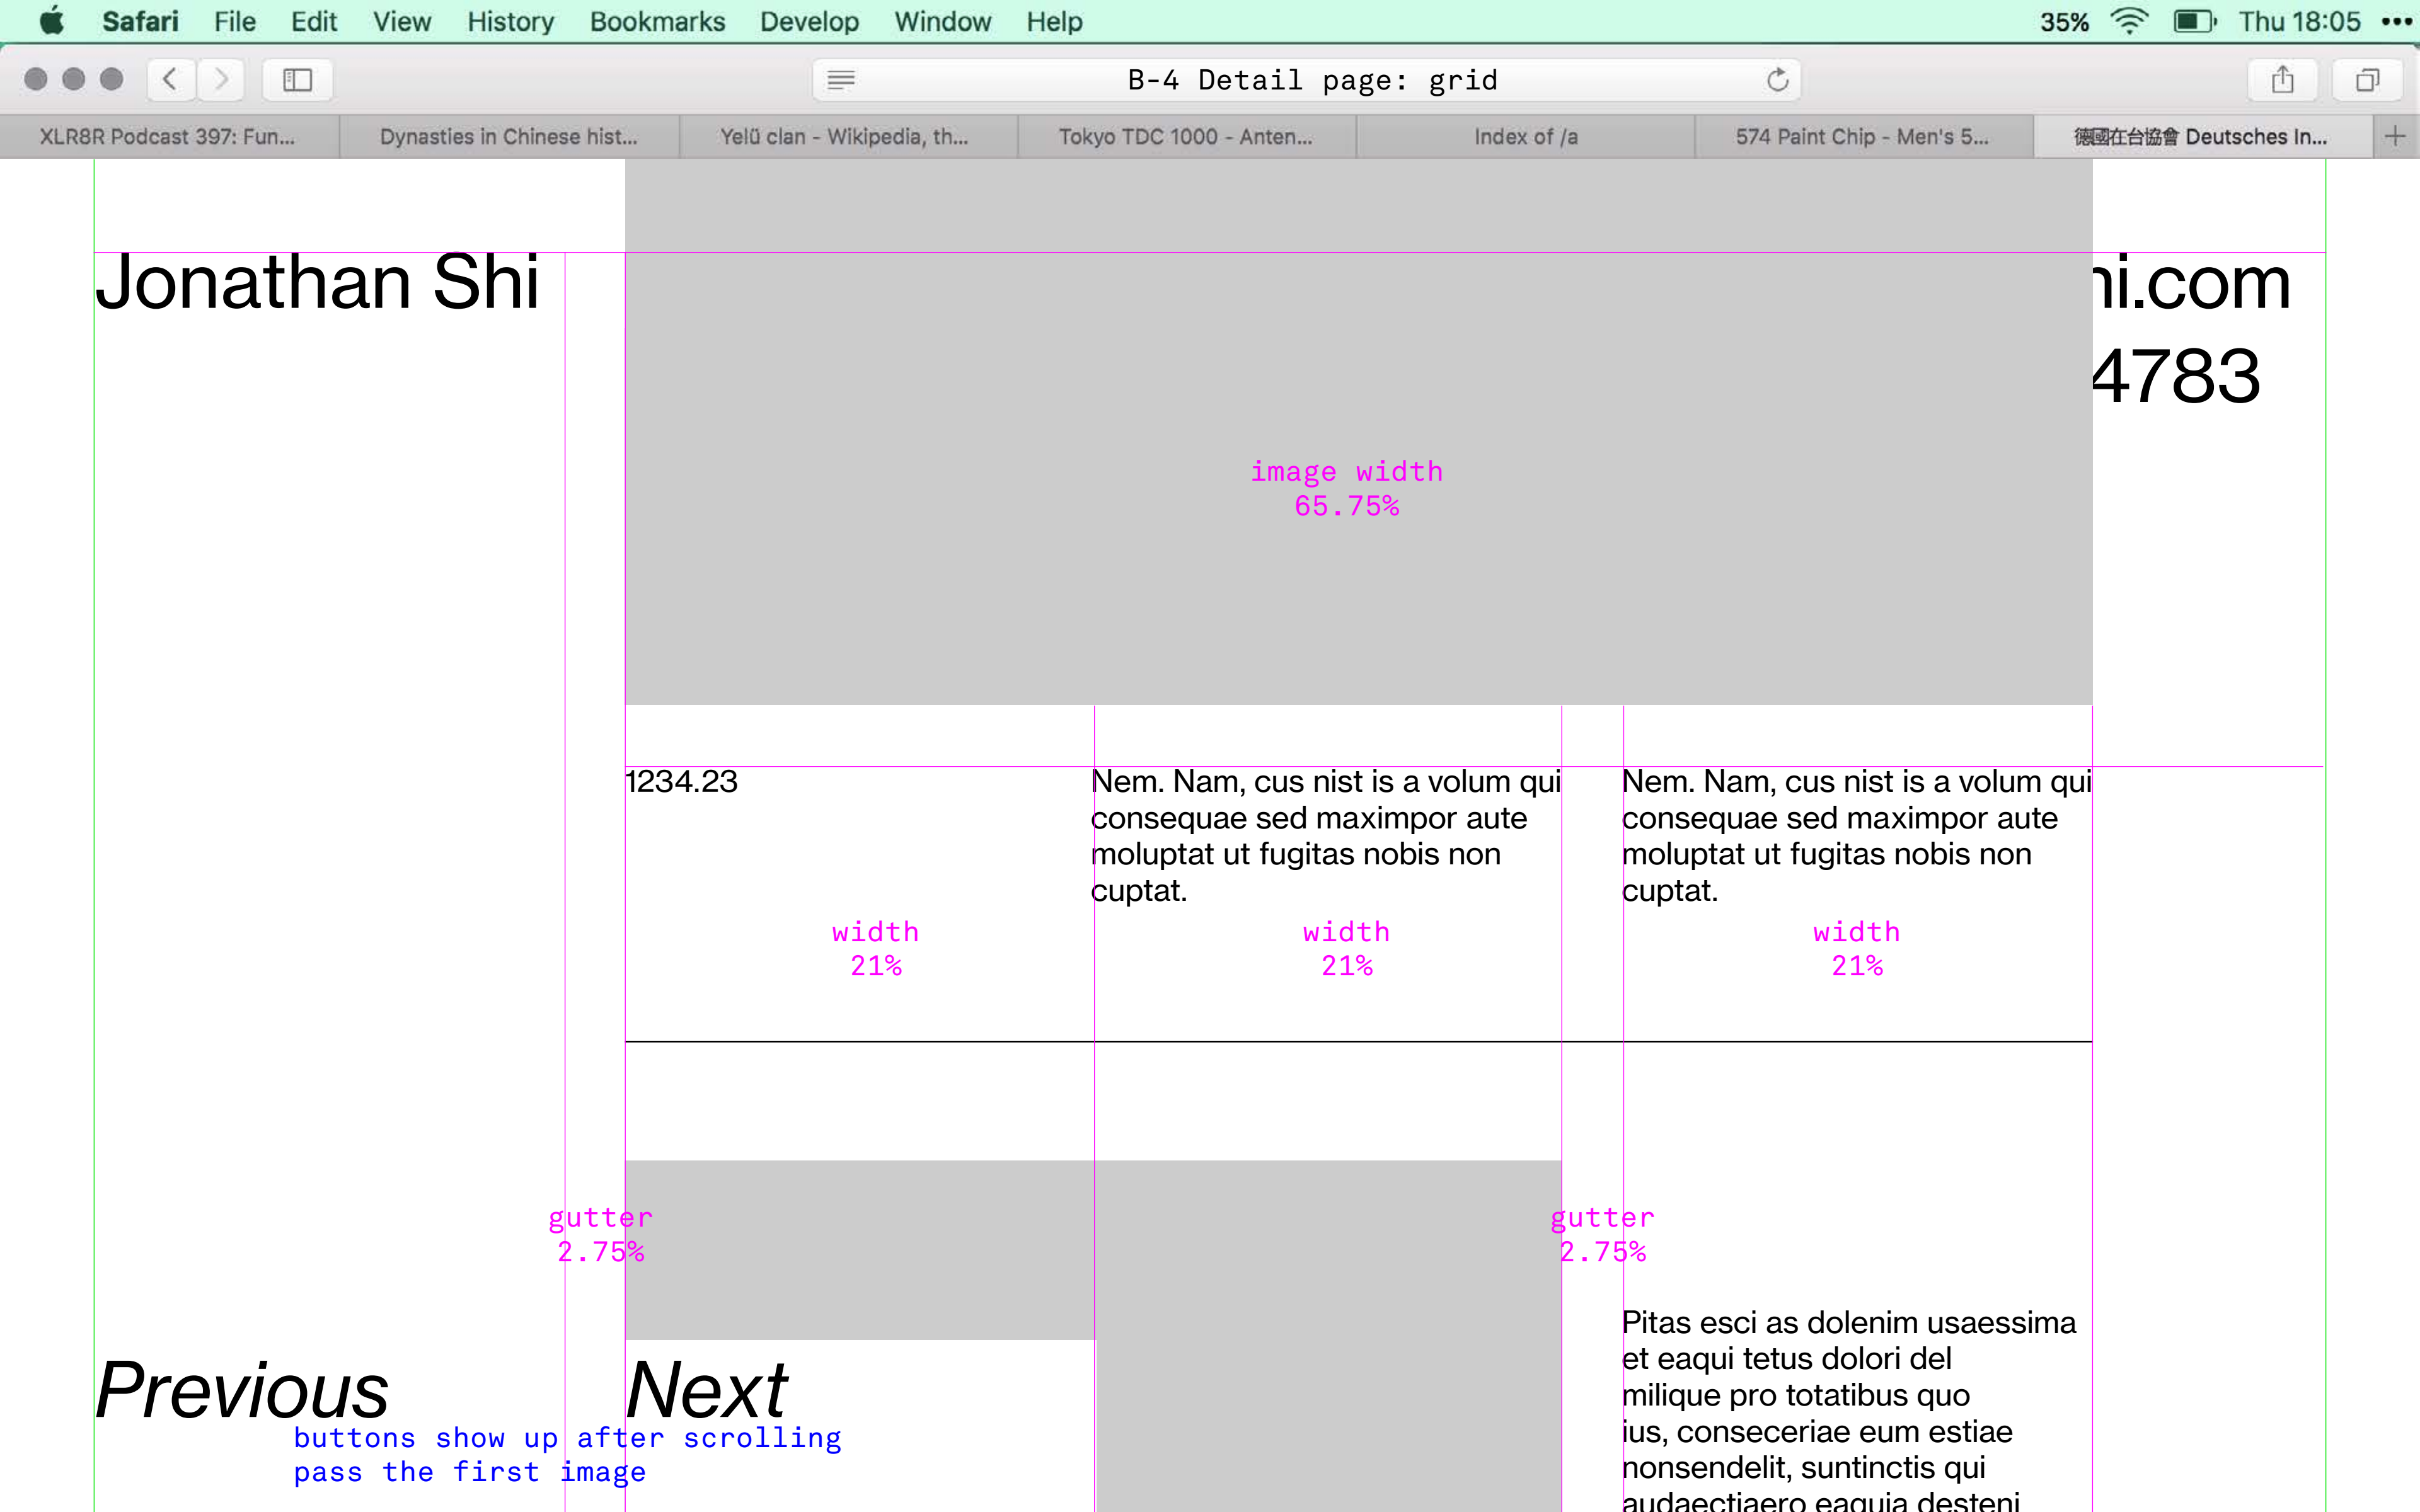 Safari File Edit View History Bookmarks Develop Window Help 35% Thu 18:05
B-4 Detail page: grid
XLR8R Podcast 397: Fun... Dynasties in Chinese hist... Yelü clan - Wikipedia, th... Tokyo TDC 1000 - Anten... Index of /a 574 Paint Chip - Men's 5... 德國在台協會 Deutsches In...
Jonathan Shi
hi.com
4783
image width
65.75%
1234.23
Nem. Nam, cus nist is a volum qui
consequae sed maximpor aute
moluptat ut fugitas nobis non
cuptat.
Nem. Nam, cus nist is a volum qui
consequae sed maximpor aute
moluptat ut fugitas nobis non
cuptat.
width
21%
width
21%
width
21%
gutter
2.75%
gutter
2.75%
Pitas esci as dolenim usaessima
et eaqui tetus dolori del
milique pro totatibus quo
ius, conseceriae eum estiae
nonsendelit, suntinctis qui
audaectiaero eaquia desteni
Previous
Next
buttons show up after scrolling
pass the first image